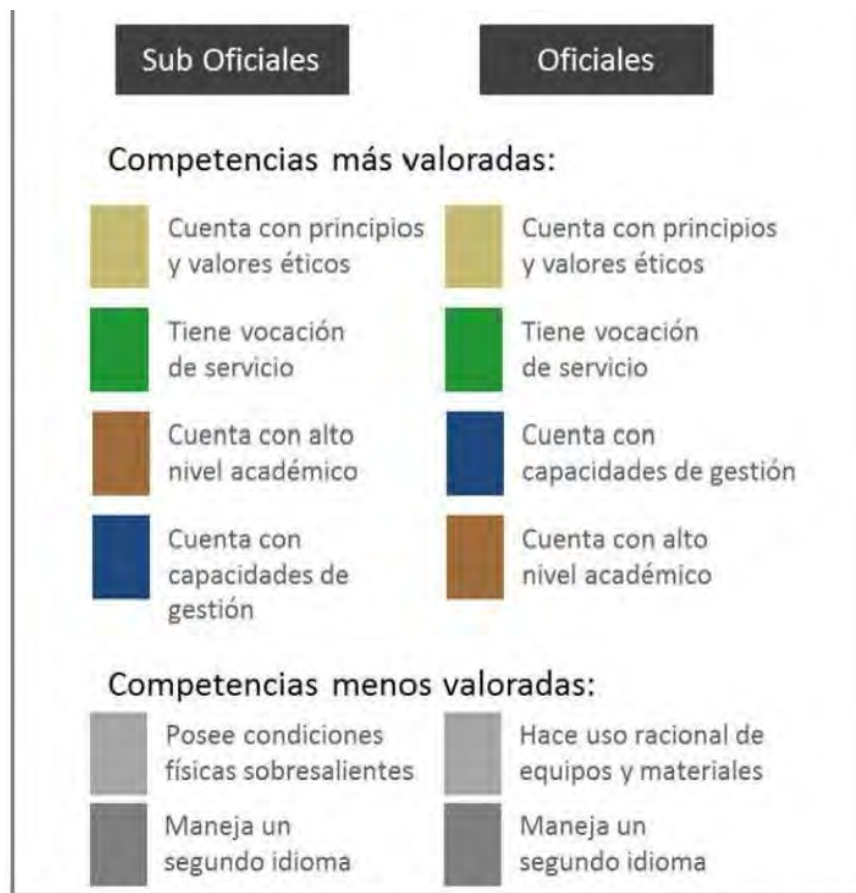 Sub Oficiales
Oficiales
Competencias más valoradas:
Cuenta con principios
y valores éticos
Cuenta con principios
y valores éticos
Tiene vocación
de servicio
Tiene vocación
de servicio
Cuenta con alto
nivel académico
Cuenta con
capacidades de gestión
Cuenta con
capacidades de
gestión
Cuenta con alto
nivel académico
Competencias menos valoradas:
Posee condiciones
físicas sobresalientes
Hace uso racional de
equipos y materiales
Maneja un
segundo idioma
Maneja un
segundo idioma